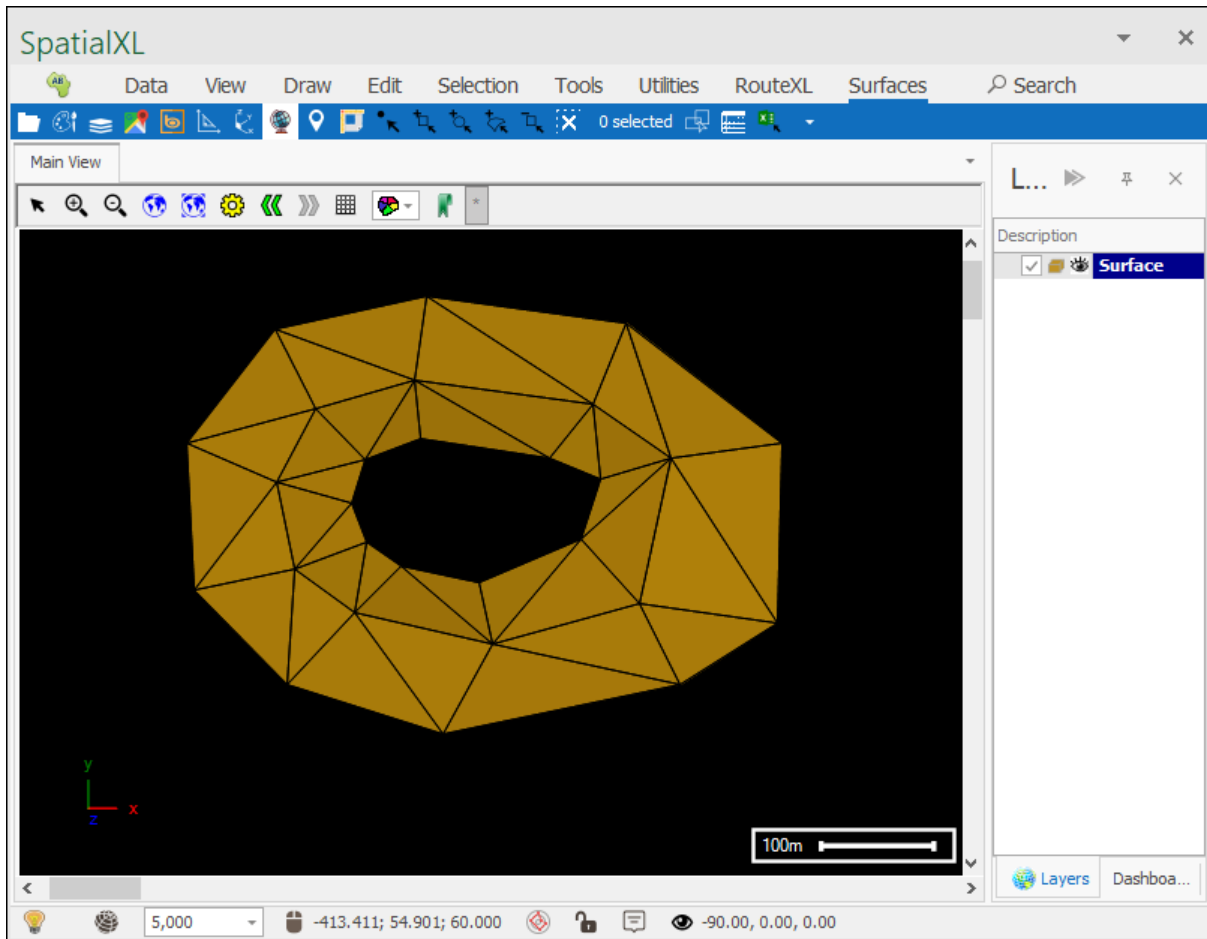 SpatialXL
AB Data View Draw Edit Selection Tools Utilities RouteXL Surfaces Search
0 selected
Main View
L...
*
Description
Surface
y
x
z
100m
Layers Dashboa...
5,000 -413.411; 54.901; 60.000 -90.00, 0.00, 0.00